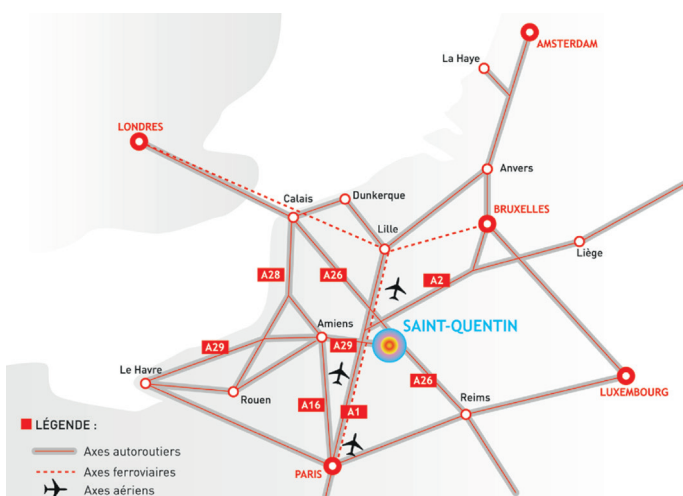 AMSTERDAM
La Haye
LONDRES
Anvers
Calais
Dunkerque
BRUXELLES
Lille
Liège
A28
A26
A2
SAINT-QUENTIN
Amiens
A29
A29
Le Havre
A26
LUXEMBOURG
Rouen
A16
A1
Reims
LÉGENDE :
Axes autoroutiers
Axes ferroviaires
PARIS
Axes aériens